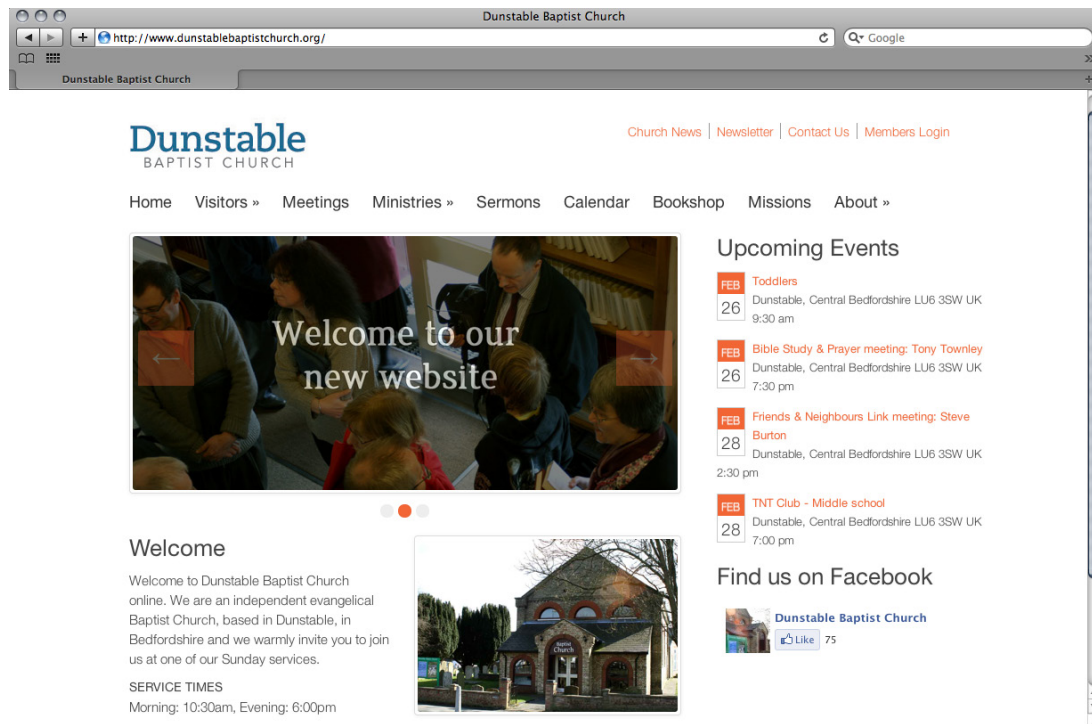 Dunstable Baptist Church
http://www.dunstablebaptistchurch.org/
Google
Dunstable Baptist Church
Dunstable
BAPTIST CHURCH
Church News | Newsletter | Contact Us | Members Login
Home Visitors » Meetings Ministries » Sermons Calendar Bookshop Missions About »
Welcome to our
new website
Upcoming Events
FEB
26
Toddlers
Dunstable, Central Bedfordshire LU6 3SW UK
9:30 am
FEB
26
Bible Study & Prayer meeting: Tony Townley
Dunstable, Central Bedfordshire LU6 3SW UK
7:30 pm
FEB
28
Friends & Neighbours Link meeting: Steve
Burton
Dunstable, Central Bedfordshire LU6 3SW UK
2:30 pm
FEB
28
TNT Club - Middle school
Dunstable, Central Bedfordshire LU6 3SW UK
7:00 pm
Welcome
Welcome to Dunstable Baptist Church
online. We are an independent evangelical
Baptist Church, based in Dunstable, in
Bedfordshire and we warmly invite you to join
us at one of our Sunday services.
SERVICE TIMES
Morning: 10:30am, Evening: 6:00pm
Baptist
Church
Find us on Facebook
Dunstable Baptist Church
Like 75